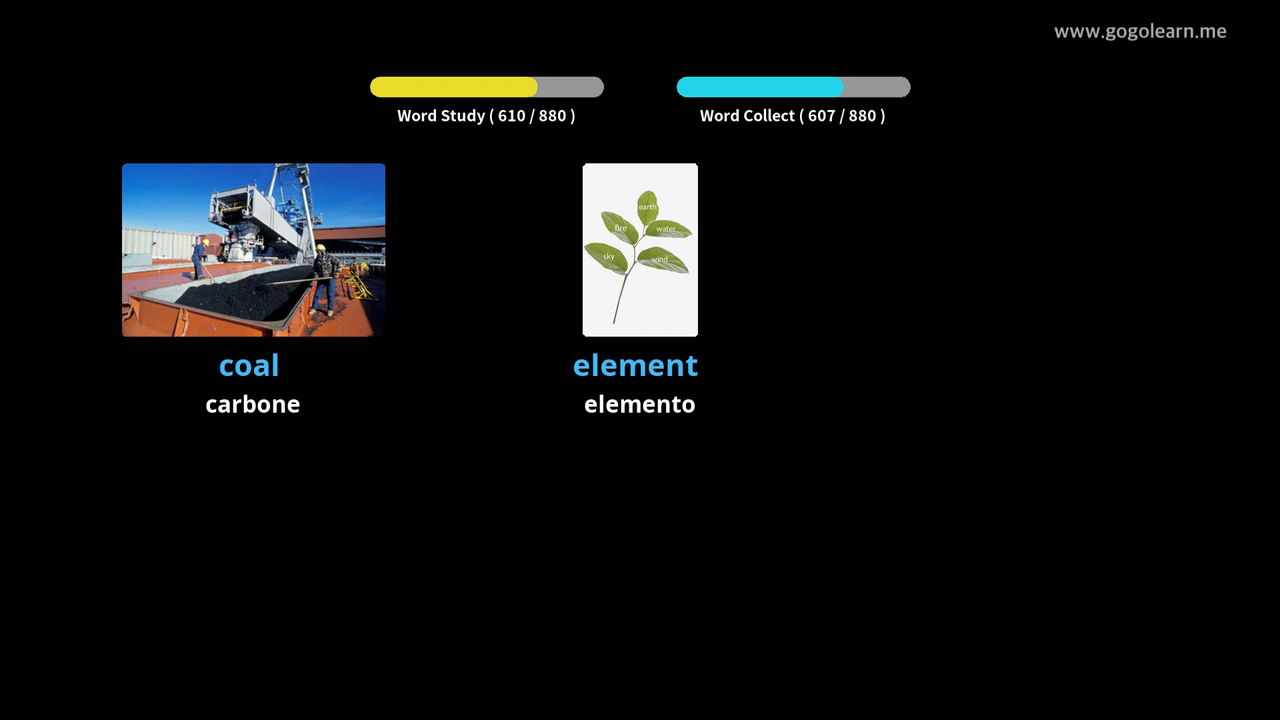 www.gogolearn.me
Word Study ( 610 / 880 )
Word Collect ( 607 / 880 )
earth
fire
water
sky
wind
coal
element
carbone
elemento